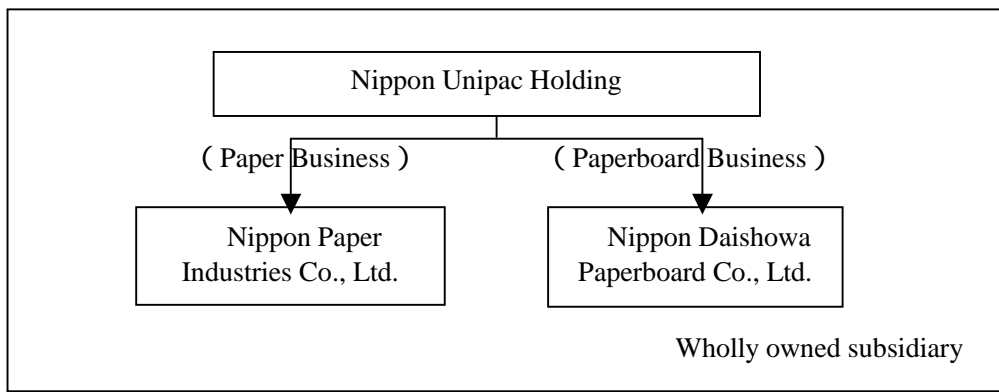 Nippon Unipac Holding
( Paper Business )
( Paperboard Business )
Nippon Paper
Industries Co., Ltd.
Nippon Daishowa
Paperboard Co., Ltd.
Wholly owned subsidiary